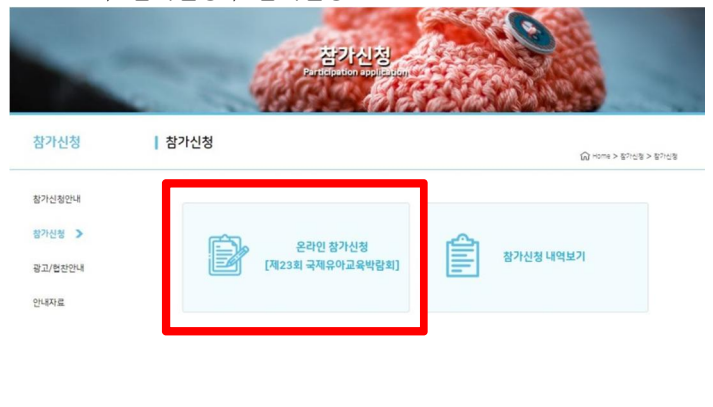 참가신청
Participation application
참가신청
참가신청
Home > 참가신청 > 참가신청
참가신청안내
참가신청
광고/협찬안내
안내자료
온라인 참가신청
[제23회 국제유아교육박람회]
참가신청 내역보기